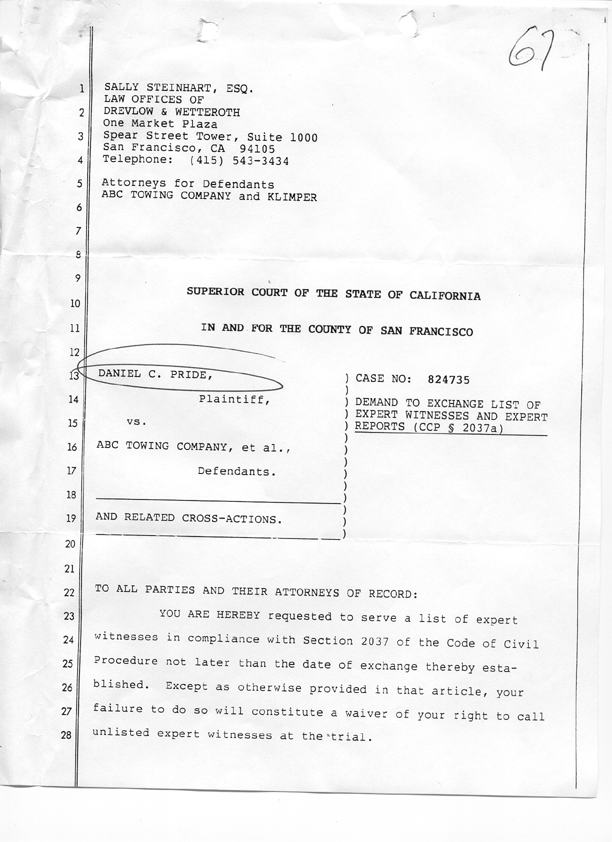 67
1 SALLY STEINHART, ESQ.
LAW OFFICES OF
2 DREVLOW & WETTEROTH
One Market Plaza
3 Spear Street Tower, Suite 1000
San Francisco, CA 94105
4 Telephone: (415) 543-3434
5 Attorneys for Defendants
ABC TOWING COMPANY and KLIMPER
6
7
8
9
SUPERIOR COURT OF THE STATE OF CALIFORNIA
10
11 IN AND FOR THE COUNTY OF SAN FRANCISCO
12
13 DANIEL C. PRIDE, ) CASE NO: 824735
)
14 Plaintiff, ) DEMAND TO EXCHANGE LIST OF
) EXPERT WITNESSES AND EXPERT
15 vs. ) REPORTS (CCP § 2037a)
)
16 ABC TOWING COMPANY, et al., )
)
17 Defendants. )
)
18 )
)
19 AND RELATED CROSS-ACTIONS. )
)
20
21
22 TO ALL PARTIES AND THEIR ATTORNEYS OF RECORD:
23 YOU ARE HEREBY requested to serve a list of expert
24 witnesses in compliance with Section 2037 of the Code of Civil
25 Procedure not later than the date of exchange thereby esta-
26 blished. Except as otherwise provided in that article, your
27 failure to do so will constitute a waiver of your right to call
28 unlisted expert witnesses at the trial.